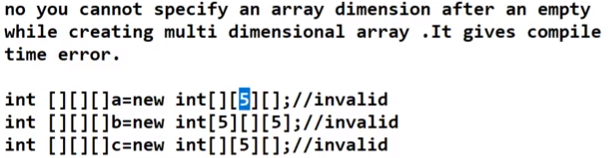 no you cannot specify an array dimension after an empty
while creating multi dimensional array .It gives compile
time error.
int [][][]a=new int[][5][];//invalid
int [][][]b=new int[5][][5];//invalid
int [][][]c=new int[][5][];//invalid